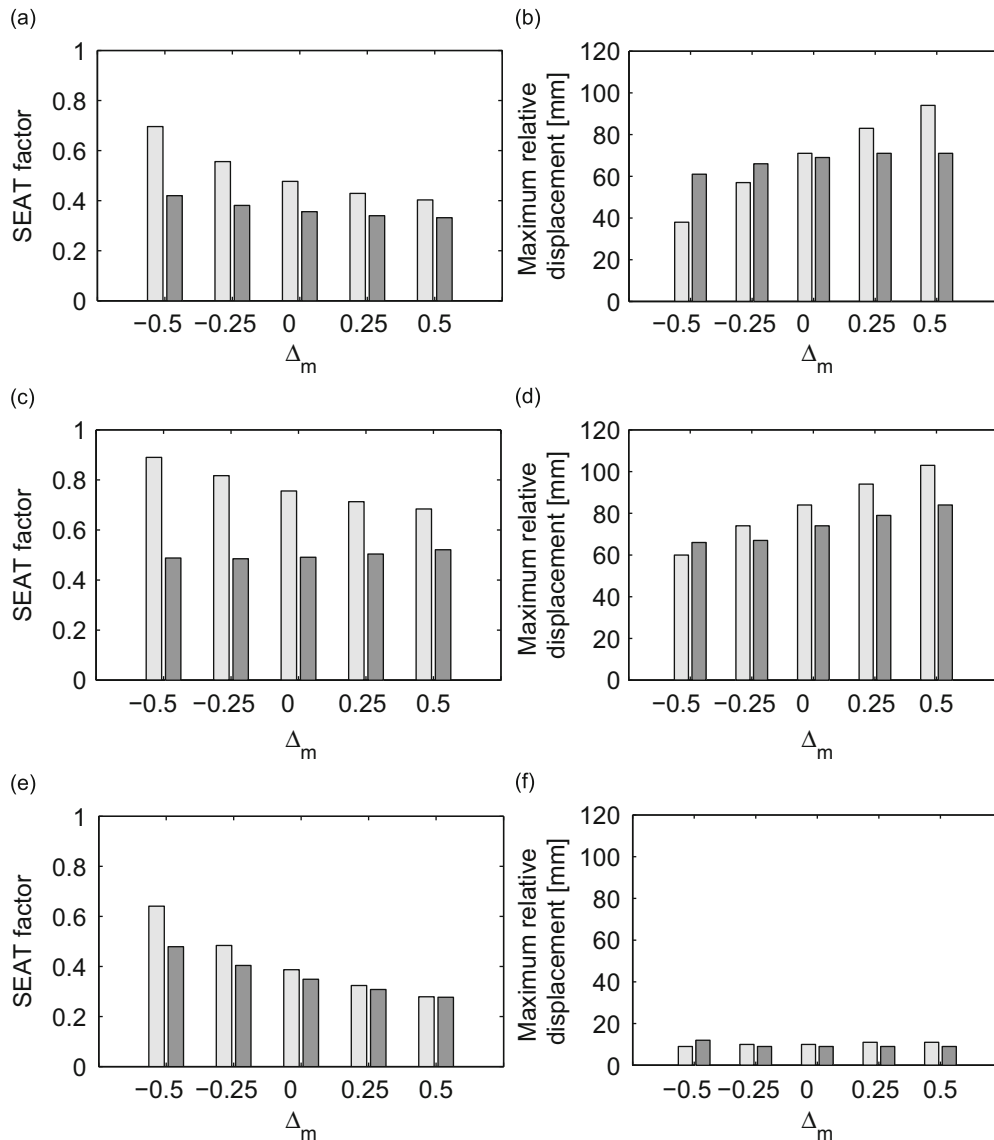 (a)
1
0.8
0.6
0.4
0.2
0
SEAT factor
−0.5 −0.25 0 0.25 0.5
Δm
(b)
120
100
80
60
40
20
0
Maximum relative
displacement [mm]
−0.5 −0.25 0 0.25 0.5
Δm
(c)
1
0.8
0.6
0.4
0.2
0
SEAT factor
−0.5 −0.25 0 0.25 0.5
Δm
(d)
120
100
80
60
40
20
0
Maximum relative
displacement [mm]
−0.5 −0.25 0 0.25 0.5
Δm
(e)
1
0.8
0.6
0.4
0.2
0
SEAT factor
−0.5 −0.25 0 0.25 0.5
Δm
(f)
120
100
80
60
40
20
0
Maximum relative
displacement [mm]
−0.5 −0.25 0 0.25 0.5
Δm